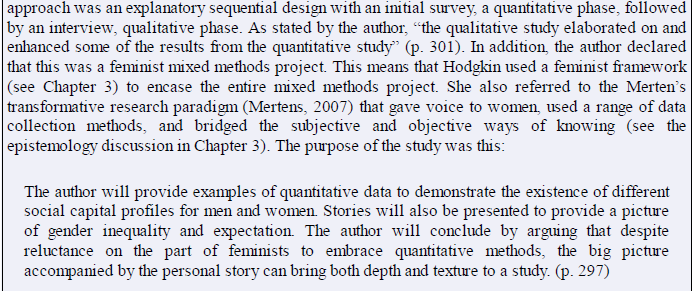 approach was an explanatory sequential design with an initial survey, a quantitative phase, followed
by an interview, qualitative phase. As stated by the author, “the qualitative study elaborated on and
enhanced some of the results from the quantitative study” (p. 301). In addition, the author declared
that this was a feminist mixed methods project. This means that Hodgkin used a feminist framework
(see Chapter 3) to encase the entire mixed methods project. She also referred to the Merten’s
transformative research paradigm (Mertens, 2007) that gave voice to women, used a range of data
collection methods, and bridged the subjective and objective ways of knowing (see the
epistemology discussion in Chapter 3). The purpose of the study was this:
The author will provide examples of quantitative data to demonstrate the existence of different
social capital profiles for men and women. Stories will also be presented to provide a picture
of gender inequality and expectation. The author will conclude by arguing that despite
reluctance on the part of feminists to embrace quantitative methods, the big picture
accompanied by the personal story can bring both depth and texture to a study. (p. 297)